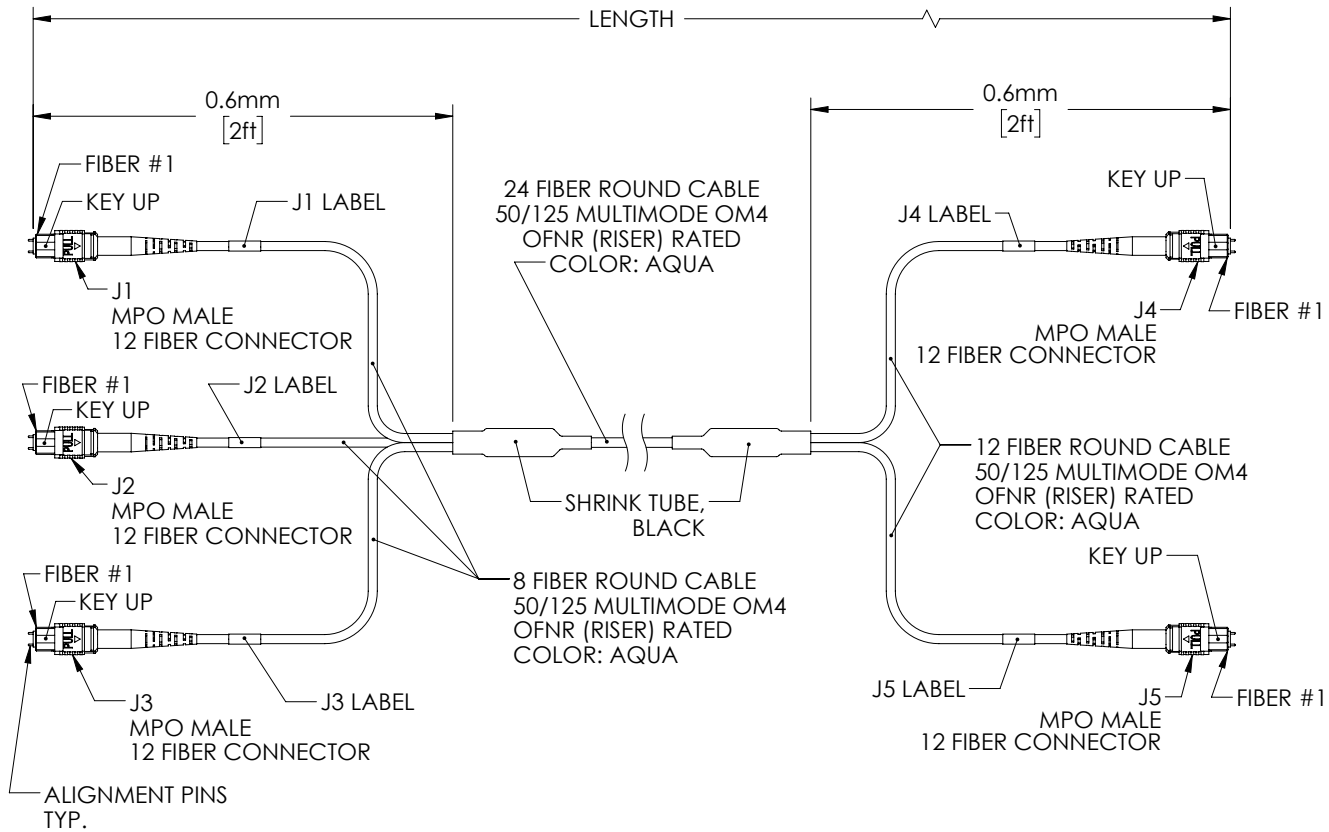 LENGTH
0.6mm
[2ft]
0.6mm
[2ft]
FIBER #1
KEY UP
J1 LABEL
PULL
J1
MPO MALE
12 FIBER CONNECTOR
24 FIBER ROUND CABLE
50/125 MULTIMODE OM4
OFNR (RISER) RATED
COLOR: AQUA
KEY UP
J4 LABEL
PULL
J4
MPO MALE
12 FIBER CONNECTOR
FIBER #1
FIBER #1
KEY UP
J2 LABEL
PULL
J2
MPO MALE
12 FIBER CONNECTOR
SHRINK TUBE,
BLACK
12 FIBER ROUND CABLE
50/125 MULTIMODE OM4
OFNR (RISER) RATED
COLOR: AQUA
FIBER #1
KEY UP
PULL
J3 LABEL
J3
MPO MALE
12 FIBER CONNECTOR
8 FIBER ROUND CABLE
50/125 MULTIMODE OM4
OFNR (RISER) RATED
COLOR: AQUA
KEY UP
PULL
J5 LABEL
J5
MPO MALE
12 FIBER CONNECTOR
FIBER #1
ALIGNMENT PINS
TYP.